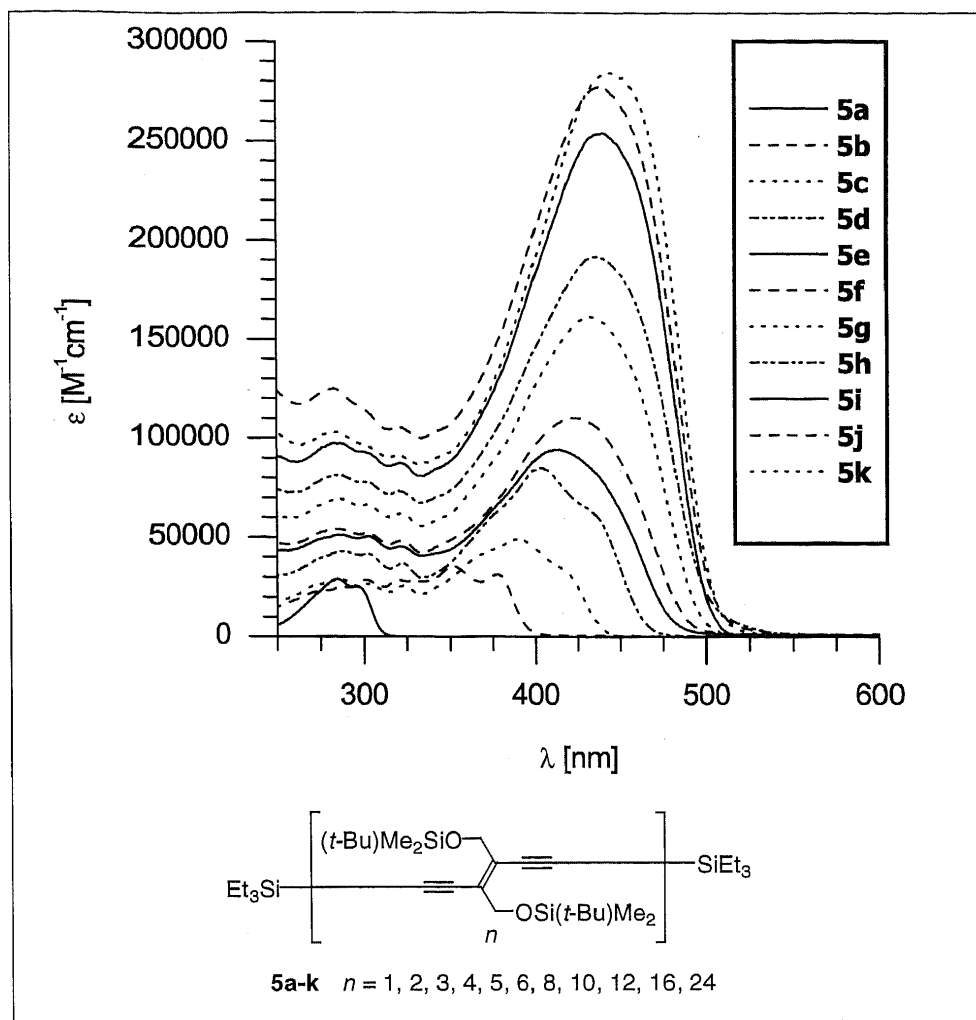 300000
250000
200000
150000
100000
50000
0
ε [M⁻¹cm⁻¹]
300 400 500 600
λ [nm]
5a
5b
5c
5d
5e
5f
5g
5h
5i
5j
5k
(t-Bu)Me₂SiO
SiEt₃
Et₃Si
OSi(t-Bu)Me₂
n
5a-k n = 1, 2, 3, 4, 5, 6, 8, 10, 12, 16, 24